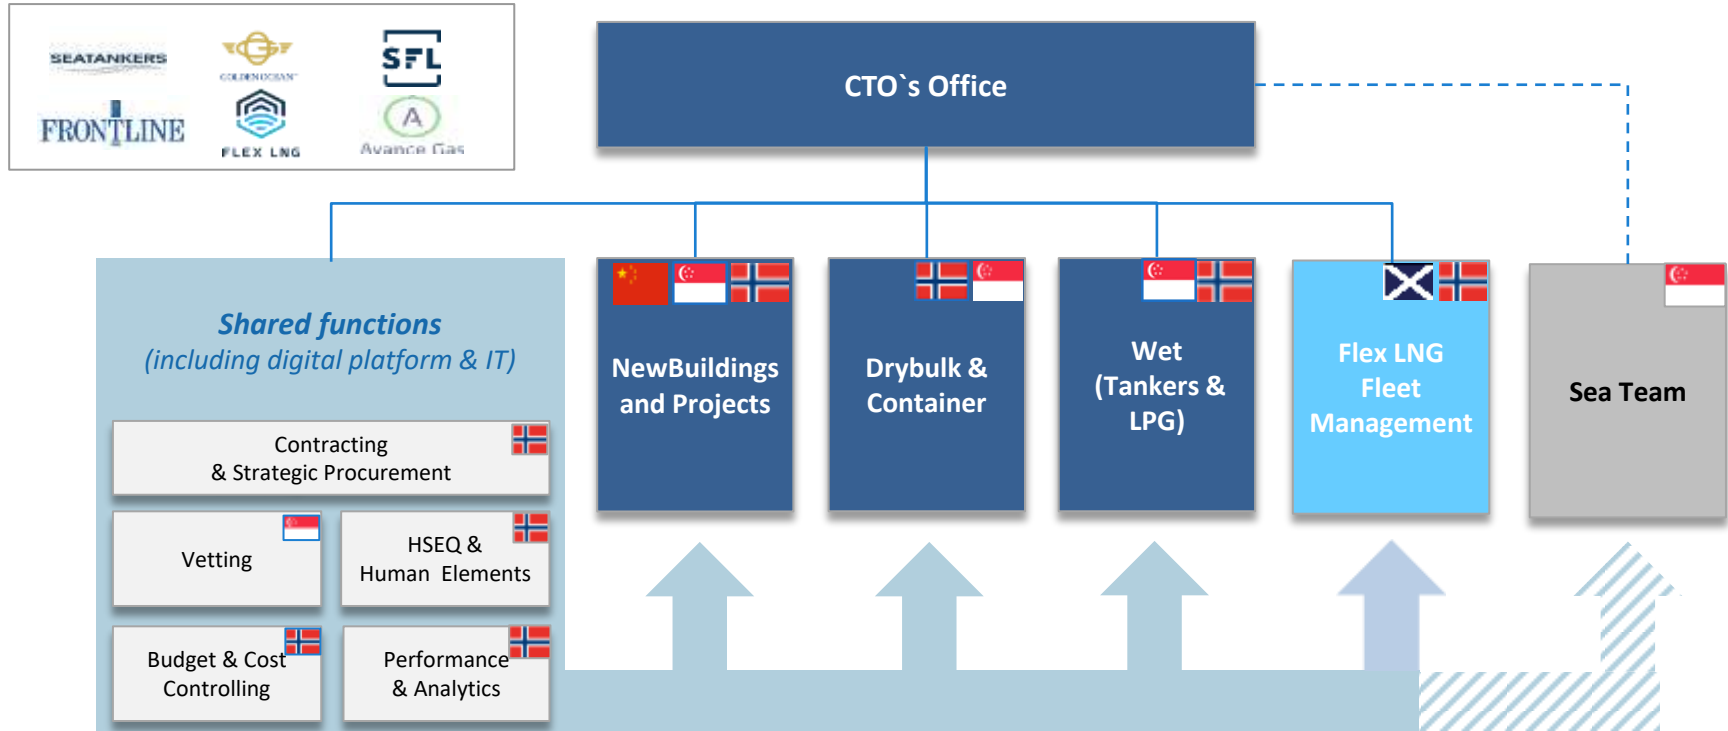 SEATANKERS
GOLDEN OCEAN
SFL
FRONTLINE
FLEX LNG
Avance Gas
CTO`s Office
Shared functions
(including digital platform & IT)
Contracting
& Strategic Procurement
Vetting
HSEQ &
Human Elements
Budget & Cost
Controlling
Performance
& Analytics
NewBuildings
and Projects
Drybulk &
Container
Wet
(Tankers &
LPG)
Flex LNG
Fleet
Management
Sea Team